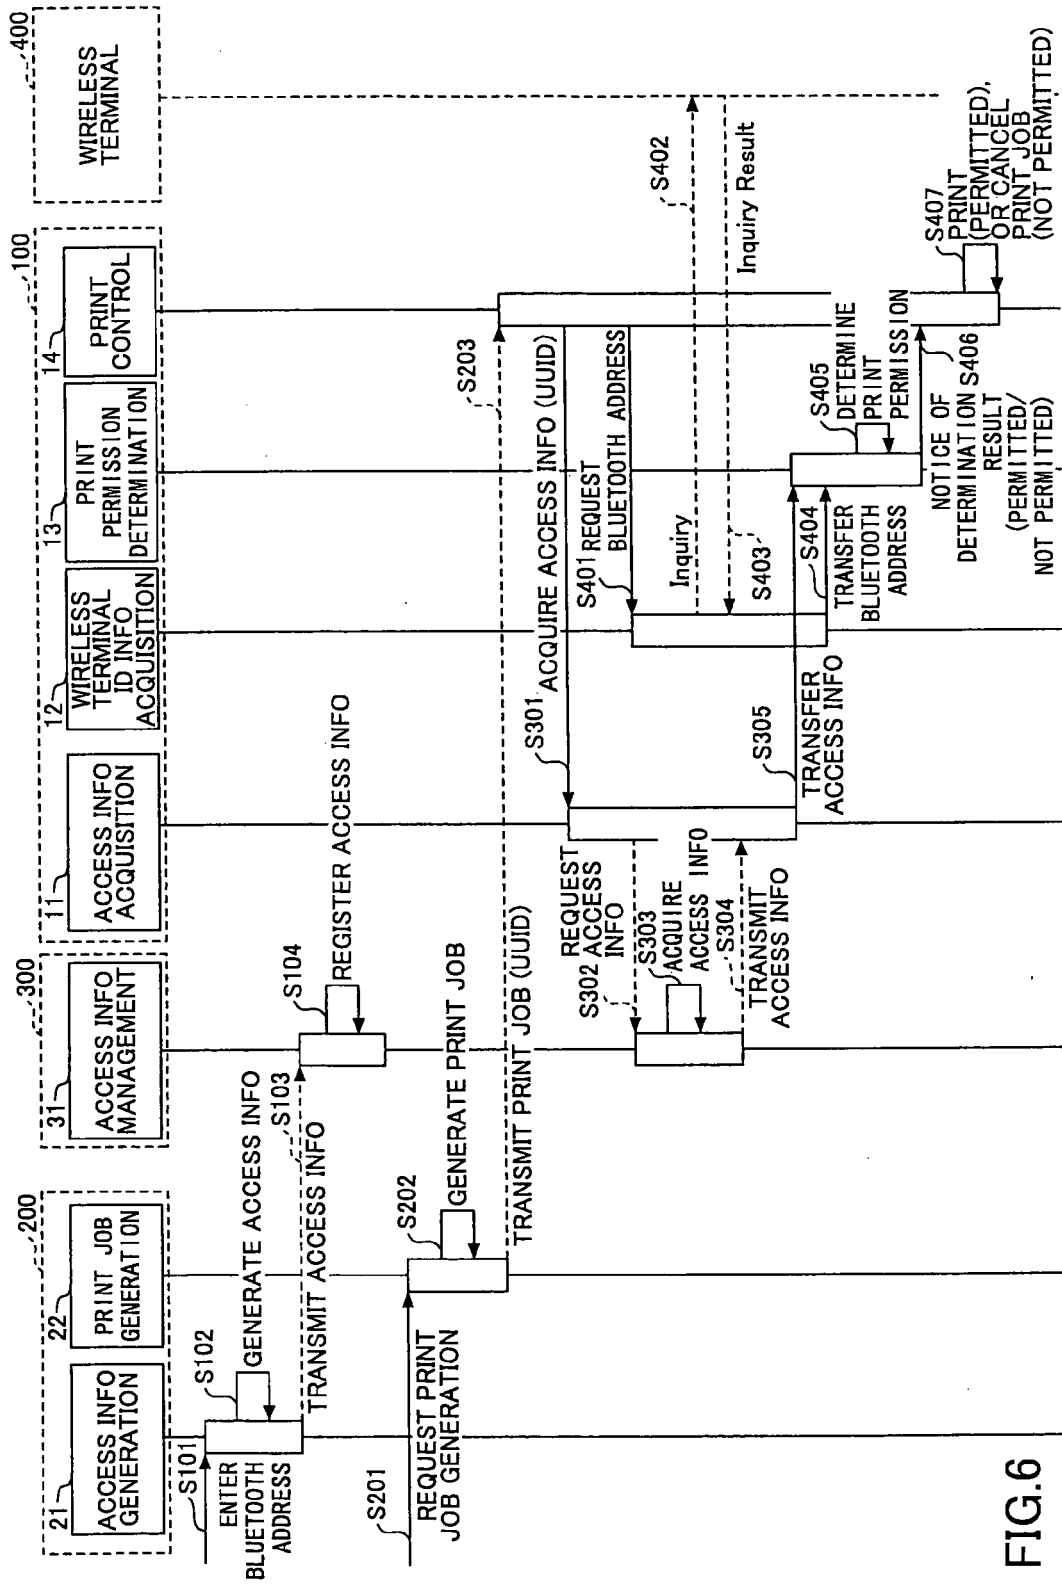 200
21
ACCESS INFO
GENERATION
22
PRINT JOB
GENERATION
300
31
ACCESS INFO
MANAGEMENT
100
11
ACCESS INFO
ACQUISITION
12
WIRELESS
TERMINAL
ID INFO
ACQUISITION
13
PRINT
PERMISSION
DETERMINATION
14
PRINT
CONTROL
400
WIRELESS
TERMINAL
S101
ENTER
BLUETOOTH
ADDRESS
S102
GENERATE ACCESS INFO
S103
TRANSMIT ACCESS INFO
S104
REGISTER ACCESS INFO
S201
REQUEST PRINT
JOB GENERATION
S202
GENERATE PRINT JOB
S203
TRANSMIT PRINT JOB (UUID)
S301
ACQUIRE ACCESS INFO (UUID)
S302
REQUEST
ACCESS
INFO
S303
ACQUIRE
ACCESS INFO
S304
TRANSMIT
ACCESS INFO
S305
TRANSFER
ACCESS INFO
S401
REQUEST
BLUETOOTH ADDRESS
S402
Inquiry
S403
Inquiry Result
S404
TRANSFER
BLUETOOTH
ADDRESS
S405
DETERMINE
PRINT
PERMISSION
S406
NOTICE OF
DETERMINATION
RESULT
(PERMITTED/
NOT PERMITTED)
S407
PRINT
(PERMITTED),
OR CANCEL
PRINT JOB
(NOT PERMITTED)
FIG.6